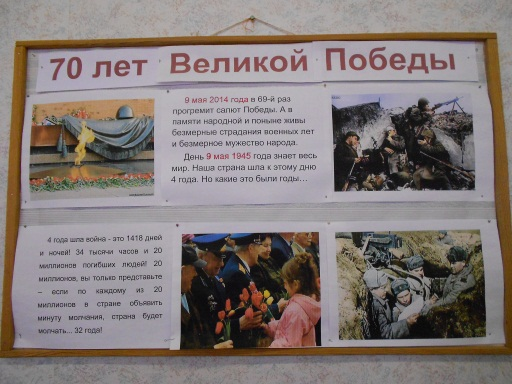 70 лет Великой Победы
9 мая 2014 года в 69-й раз
прогремит салют Победы. А в
памяти народной и поныне живы
безмерные страдания военных лет
и безмерное мужество народа.
День 9 мая 1945 года знает весь
мир. Наша страна шла к этому дню
4 года. Но какие это были годы…
4 года шла война - это 1418 дней
и ночей! 34 тысячи часов и 20
миллионов погибших людей! 20
миллионов, вы только представьте
– если по каждому из 20
миллионов в стране объявить
минуту молчания, страна будет
молчать... 32 года!